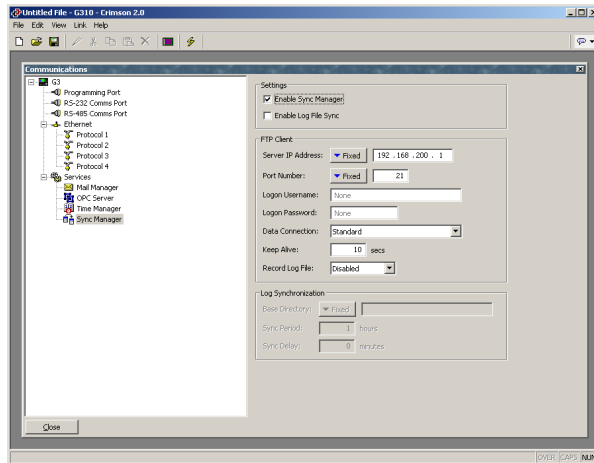 Untitled File - G310 - Crimson 2.0
File Edit View Link Help
Communications
G3
Programming Port
RS-232 Comms Port
RS-485 Comms Port
Ethernet
Protocol 1
Protocol 2
Protocol 3
Protocol 4
Services
Mail Manager
OPC Server
Time Manager
Sync Manager
Settings
Enable Sync Manager
Enable Log File Sync
FTP Client
Server IP Address: Fixed 192 .168 .200 . 1
Port Number: Fixed 21
Logon Username: None
Logon Password: None
Data Connection: Standard
Keep Alive: 10 secs
Record Log File: Disabled
Log Synchronization
Base Directory: Fixed
Sync Period: 1 hours
Sync Delay: 0 minutes
Close
OVER CAPS NUM